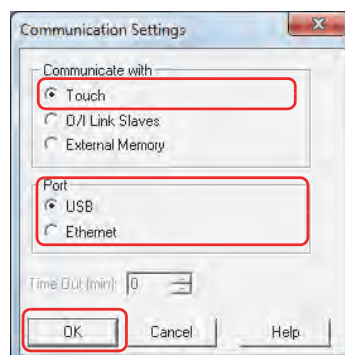 Communication Settings
Communicate with
Touch
O/I Link Slaves
External Memory
Port
USB
Ethernet
Time Out (min): 0
OK Cancel Help